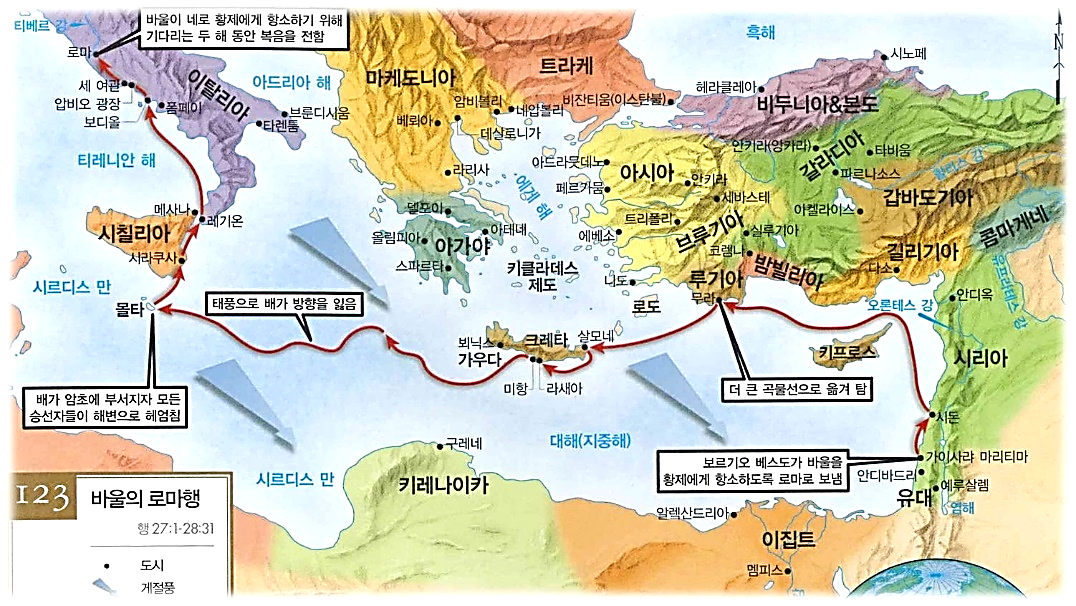 바울이 네로 황제에게 항소하기 위해
기다리는 두 해 동안 복음을 전함
티베르 강
로마
세 여관
압비오 광장
보디올
폼페이
이탈리아
아드리아 해
브룬디시움
타렌툼
티레니안 해
메사나
레기온
시칠리아
서라쿠사
시르디스 만
몰타
태풍으로 배가 방향을 잃음
배가 암초에 부서지자 모든
승선자들이 해변으로 헤엄침
마케도니아
트라케
암비볼리
네압볼리
베뢰아
데살로니가
라리사
에게 해
델포이
올림피아
아테네
아가야
스파르타
키클라데스
제도
흑해
시노페
헤라클레아
비잔티움(이스탄불)
비두니아&본도
안키라(앙카라)
갈라디아
타비움
할리스 강
파르나소스
아드라뭇데노
아시아
안키라
페르가뭄
세바스테
갑바도기아
아켈라이스
콤마게네
트리폴리
브루기아
실루기아
에베소
코렘나
밤빌리아
길리기아
다소
유프라테스 강
니도
루기아
무라
로도
오론테스 강
안디옥
뵈닉스
크레타
살모네
가우다
미항
라새아
키프로스
시리아
더 큰 곡물선으로 옮겨 탐
시돈
구레네
대해(지중해)
보르기오 베스도가 바울을
황제에게 항소하도록 로마로 보냄
가이사랴 마리티마
안디바드리
예루살렘
유대
염해
시르디스 만
키레나이카
알렉산드리아
이집트
멤피스
123
바울의 로마행
행 27:1-28:31
도시
계절풍
N